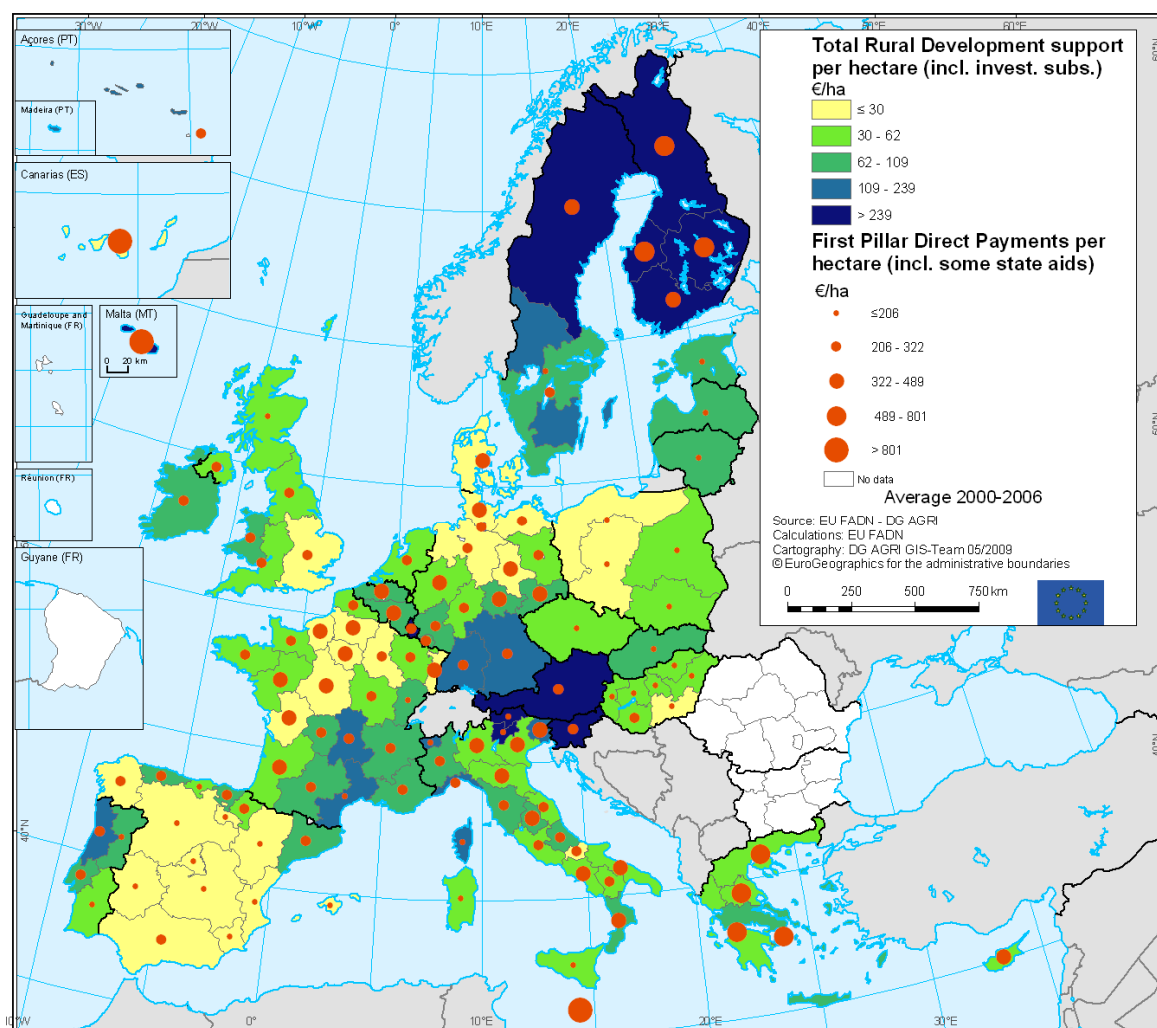 30°W
20°W
10°W
0°
10°E
20°E
30°E
40°E
50°E
60°E
Açores (PT)
Madeira (PT)
Canarias (ES)
Guadeloupe and
Martinique (FR)
Malta (MT)
0 20 km
Réunion (FR)
Guyane (FR)
Total Rural Development support
per hectare (incl. invest. subs.)
€/ha
≤ 30
30 - 62
62 - 109
109 - 239
> 239
First Pillar Direct Payments per
hectare (incl. some state aids)
€/ha
≤206
206 - 322
322 - 489
489 - 801
> 801
No data
Average 2000-2006
Source: EU FADN - DG AGRI
Calculations: EU FADN
Cartography: DG AGRI GIS-Team 05/2009
© EuroGeographics for the administrative boundaries
0 250 500 750 km
60°N
40°N
40°N
10°W
0°
10°E
20°E
30°E